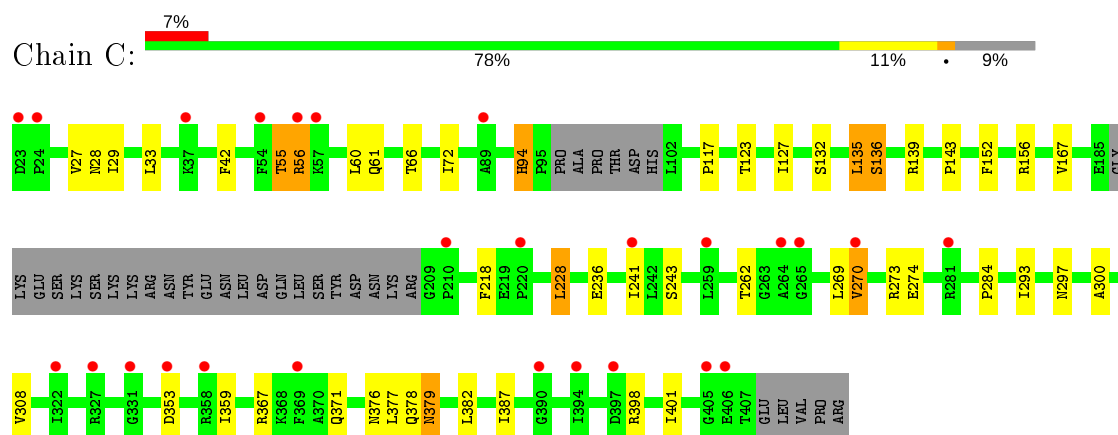 7%
Chain C:
78% 11% • 9%
D23 P24 V27 N28 I29 L33 K37 F42 F54 T55 R56 K57 L60 Q61 T66 I72 A89 H94 P95 PRO ALA PRO THR ASP HIS L102 P117 T123 I127 S132 L135 S136 R139 P143 F152 R156 V167 E185 GLY
LYS GLU SER LYS SER LYS LYS ARG ASN TYR GLU ASN LEU ASP GLN LEU SER TYR ASP ASN LYS ARG G209 P210 F218 E219 P220 L228 E236 I241 L242 S243 L259 T262 G263 A264 G265 L269 V270 R273 E274 R281 P284 I293 N297 A300
V308 I322 R327 G331 D353 R358 I359 R367 K368 F369 A370 Q371 N376 L377 Q378 N379 L382 I387 G390 I394 D397 R398 I401 G405 E406 T407 GLU LEU VAL PRO ARG